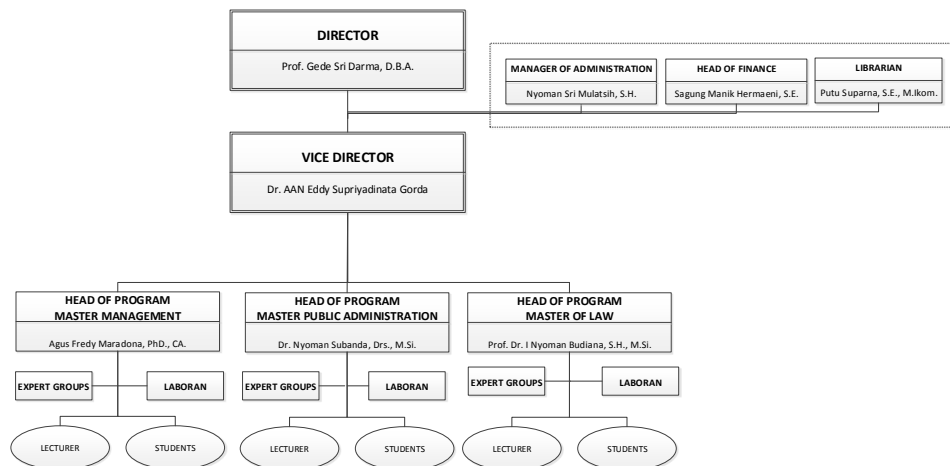 DIRECTOR
Prof. Gede Sri Darma, D.B.A.
MANAGER OF ADMINISTRATION
Nyoman Sri Mulatsih, S.H.
HEAD OF FINANCE
Sagung Manik Hermaeni, S.E.
LIBRARIAN
Putu Suparna, S.E., M.Ikom.
VICE DIRECTOR
Dr. AAN Eddy Supriyadinata Gorda
HEAD OF PROGRAM
MASTER MANAGEMENT
Agus Fredy Maradona, PhD., CA.
HEAD OF PROGRAM
MASTER PUBLIC ADMINISTRATION
Dr. Nyoman Subanda, Drs., M.Si.
HEAD OF PROGRAM
MASTER OF LAW
Prof. Dr. I Nyoman Budiana, S.H., M.Si.
EXPERT GROUPS
LABORAN
EXPERT GROUPS
LABORAN
EXPERT GROUPS
LABORAN
LECTURER
STUDENTS
LECTURER
STUDENTS
LECTURER
STUDENTS